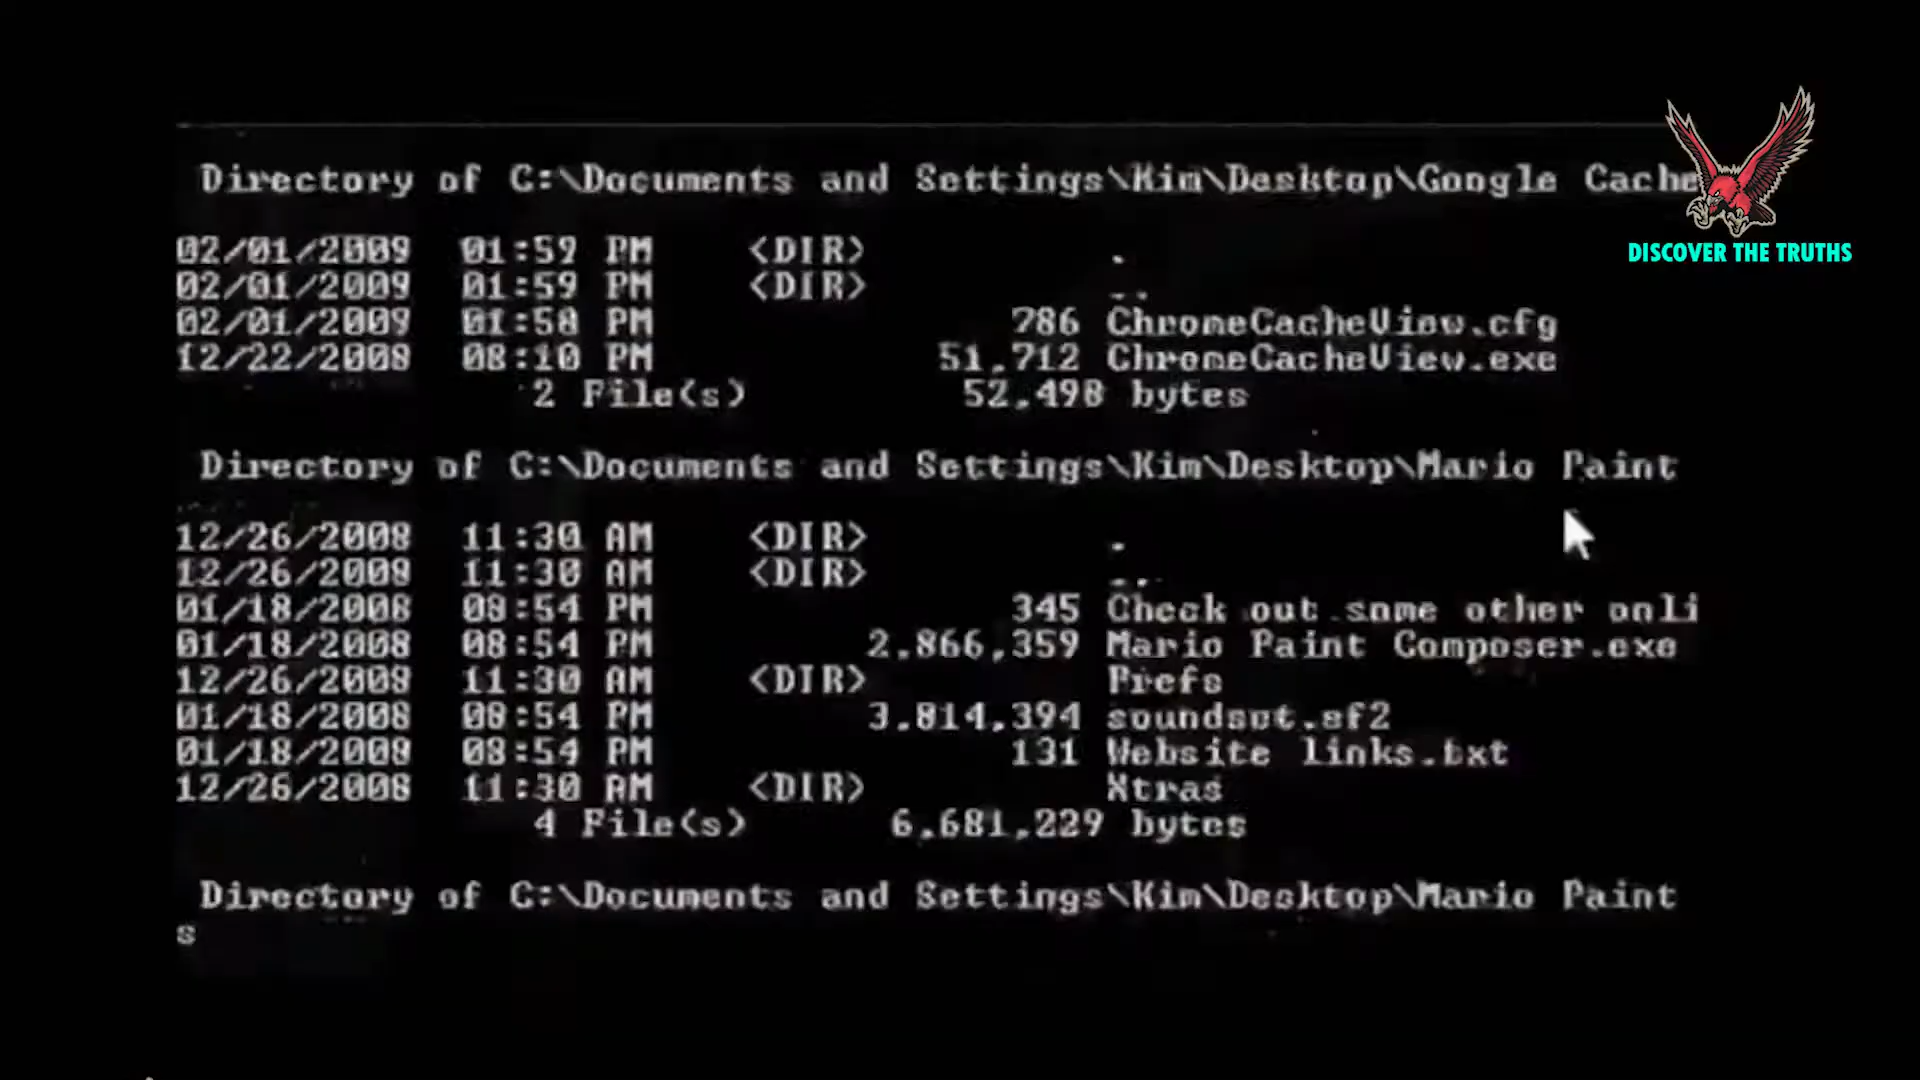 Directory of C:\Documents and Settings\Kim\Desktop\Google Cache
02/01/2009 01:59 PM <DIR> .
02/01/2009 01:59 PM <DIR> ..
02/01/2009 01:58 PM 786 ChromeCacheView.cfg
12/22/2008 08:10 PM 51,712 ChromeCacheView.exe
2 File(s) 52,498 bytes
Directory of C:\Documents and Settings\Kim\Desktop\Mario Paint
12/26/2008 11:30 AM <DIR> .
12/26/2008 11:30 AM <DIR> ..
01/18/2008 08:54 PM 345 Check out some other onli
01/18/2008 08:54 PM 2,866,359 Mario Paint Composer.exe
12/26/2008 11:30 AM <DIR> Prefs
01/18/2008 08:54 PM 3,814,394 soundset.sf2
01/18/2008 08:54 PM 131 Website links.txt
12/26/2008 11:30 AM <DIR> Xtras
4 File(s) 6,681,229 bytes
Directory of C:\Documents and Settings\Kim\Desktop\Mario Paint
s
DISCOVER THE TRUTHS